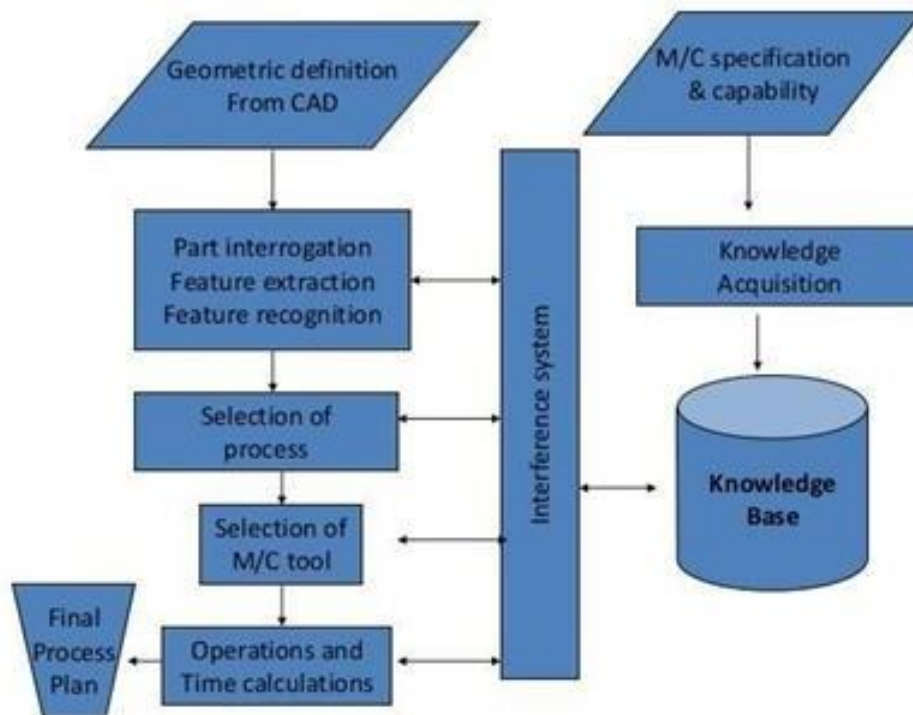 Geometric definition
From CAD
M/C specification
& capability
Part interrogation
Feature extraction
Feature recognition
Knowledge
Acquisition
Selection of
process
Interference system
Knowledge
Base
Selection of
M/C tool
Final
Process
Plan
Operations and
Time calculations